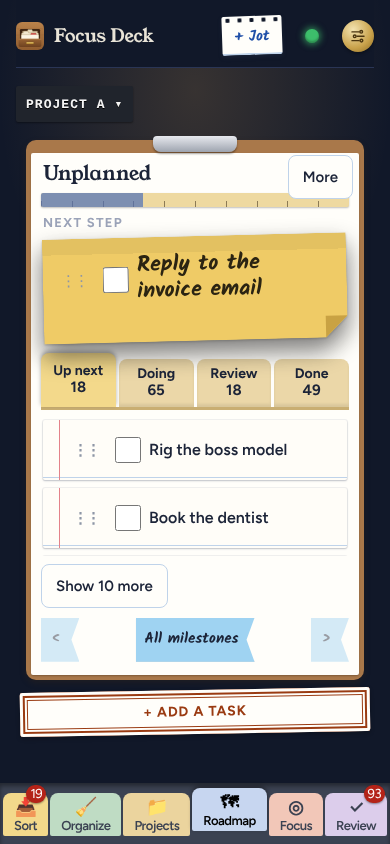 Focus Deck
+ Jot
PROJECT A ▾
Unplanned
More
NEXT STEP
Reply to the
invoice email
Up next
18
Doing
65
Review
18
Done
49
Rig the boss model
Book the dentist
Show 10 more
<
All milestones
>
+ ADD A TASK
19
Sort
Organize
Projects
Roadmap
Focus
93
Review